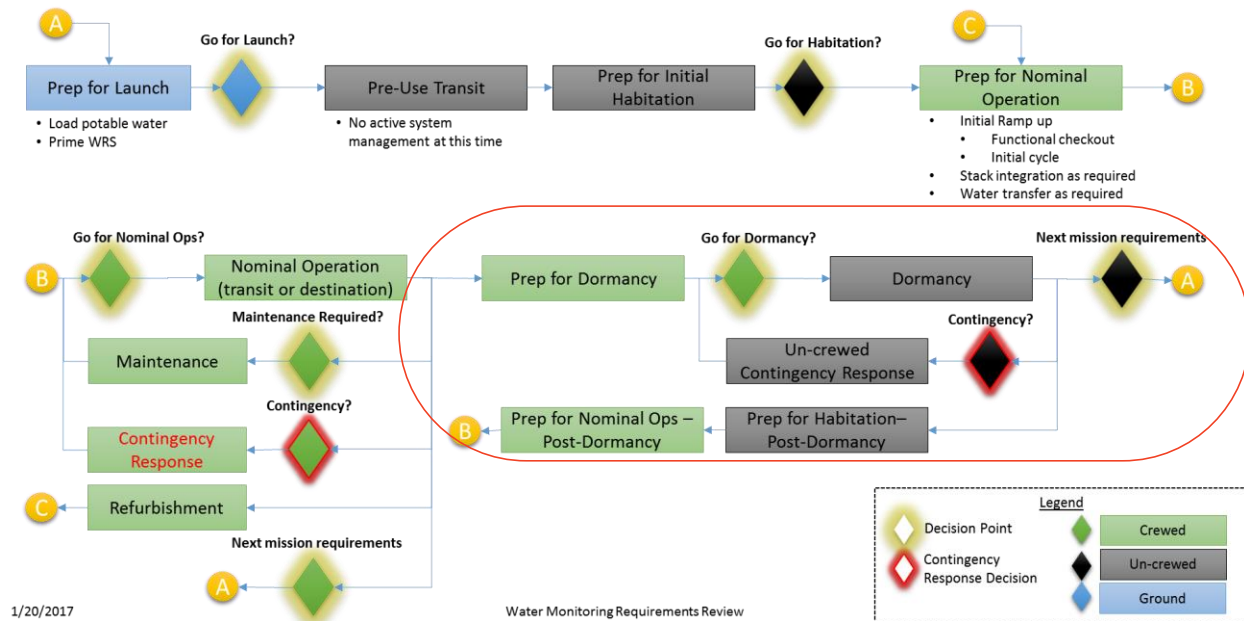 A
C
Go for Launch?
Go for Habitation?
Prep for Launch
Pre-Use Transit
Prep for Initial
Habitation
Prep for Nominal
Operation
B
• Load potable water
• Prime WRS
• No active system
management at this time
• Initial Ramp up
• Functional checkout
• Initial cycle
• Stack integration as required
• Water transfer as required
Go for Nominal Ops?
Go for Dormancy?
Next mission requirements
B
Nominal Operation
(transit or destination)
Prep for Dormancy
Dormancy
A
Maintenance Required?
Contingency?
Maintenance
Un-crewed
Contingency Response
Contingency?
Contingency
Response
B
Prep for Nominal Ops –
Post-Dormancy
Prep for Habitation–
Post-Dormancy
C
Refurbishment
Next mission requirements
A
Legend
Decision Point
Crewed
Contingency
Response Decision
Un-crewed
Ground
1/20/2017
Water Monitoring Requirements Review